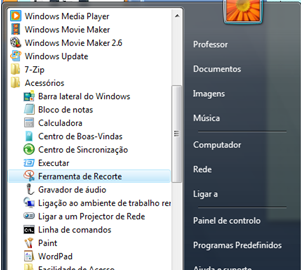 Windows Media Player
Windows Movie Maker
Windows Movie Maker 2.6
Windows Update
7-Zip
Acessórios
Barra lateral do Windows
Bloco de notas
Calculadora
Centro de Boas-Vindas
Centro de Sincronização
Executar
Ferramenta de Recorte
Gravador de áudio
Ligação ao ambiente de trabalho rer
Ligar a um Projector de Rede
Linha de comandos
Paint
WordPad
Facilidade de Acesso
Professor
Documentos
Imagens
Música
Computador
Rede
Ligar a
Painel de controlo
Programas Predefinidos
Ajuda e suporte